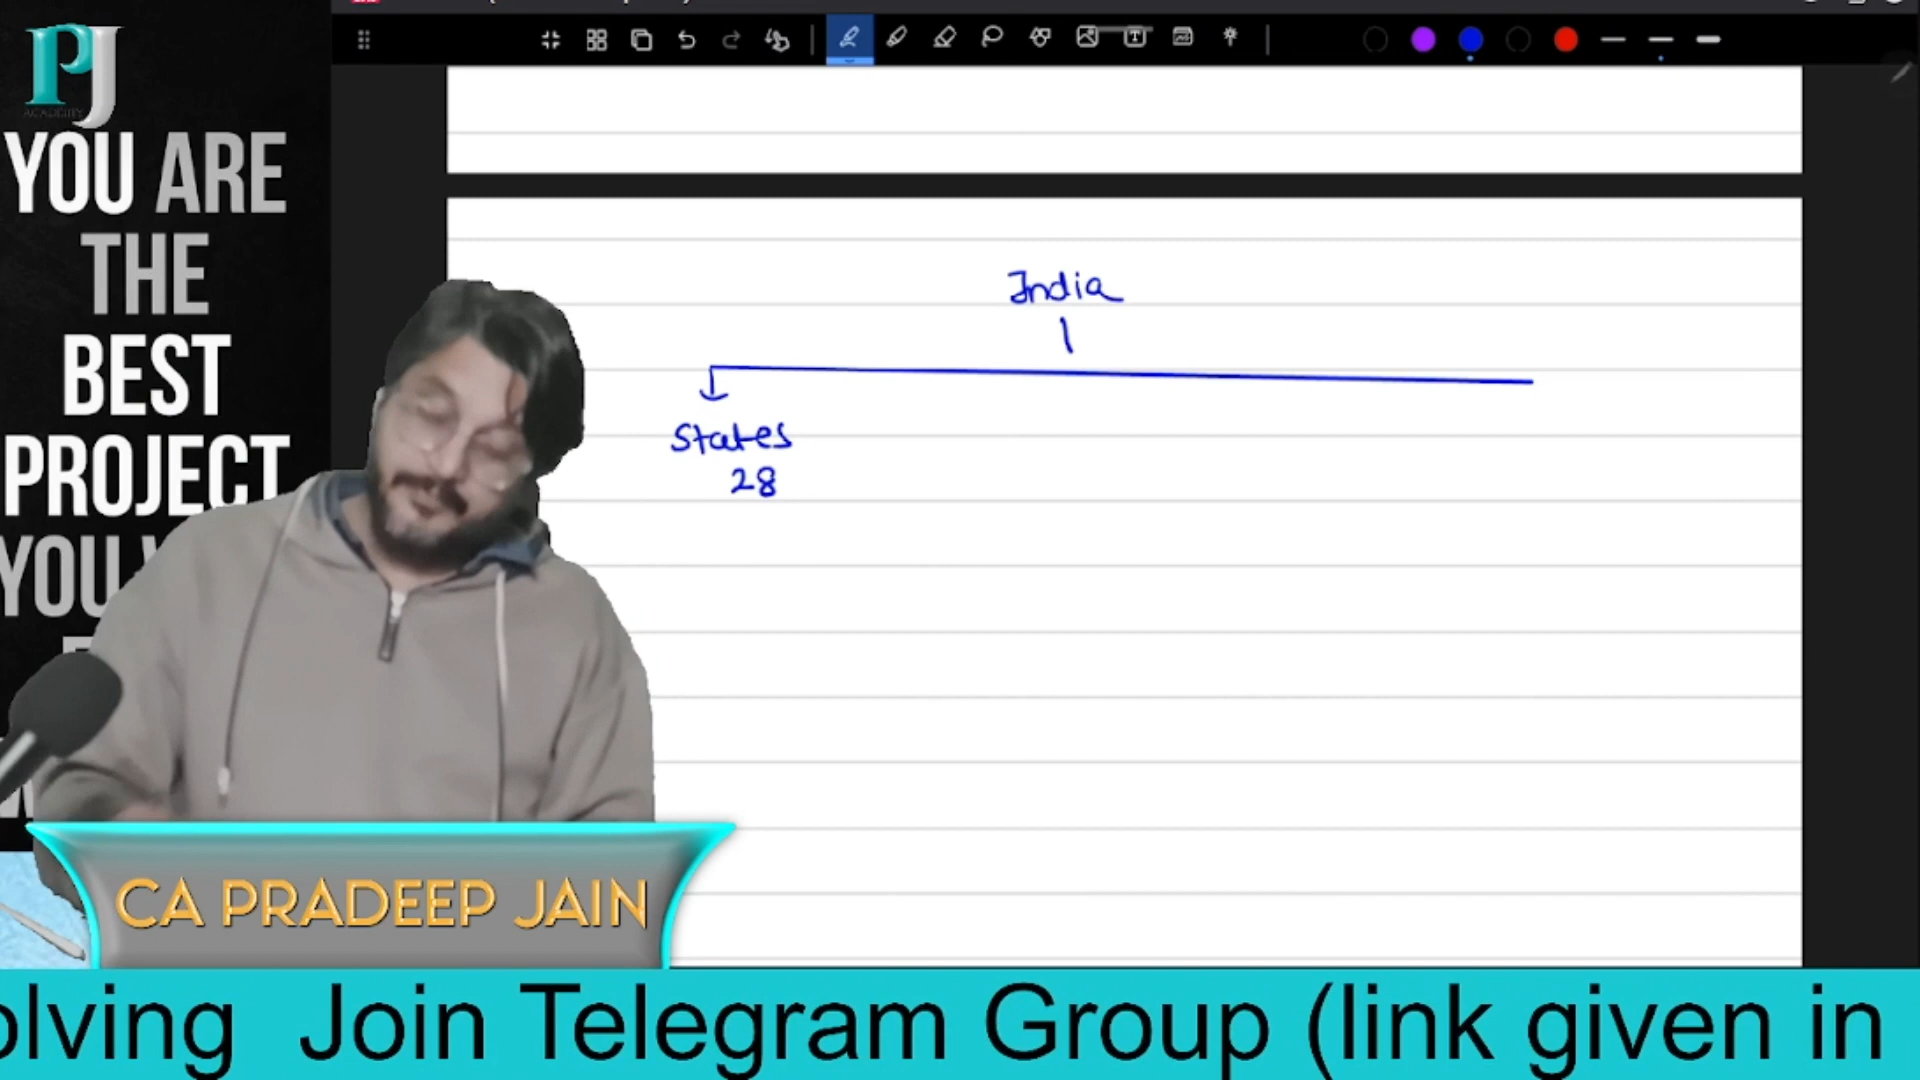 PJ
ACADEMY
YOU ARE
THE
BEST
PROJECT
YOU
India
States
28
CA PRADEEP JAIN
olving Join Telegram Group (link given in